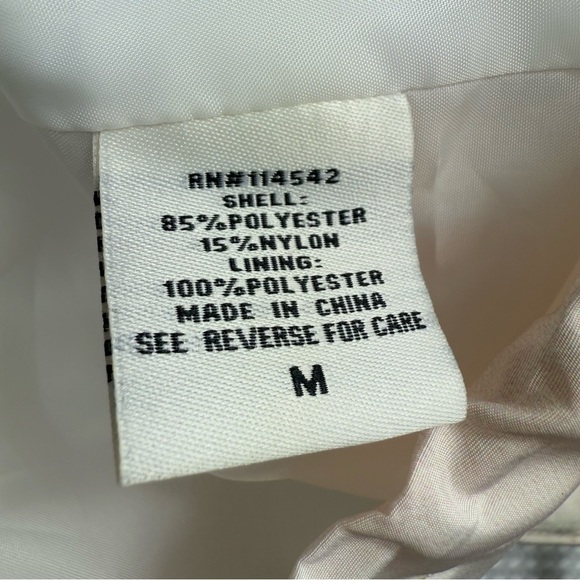 RN#114542
SHELL:
85%POLYESTER
15%NYLON
LINING:
100%POLYESTER
MADE IN CHINA
SEE REVERSE FOR CARE
M